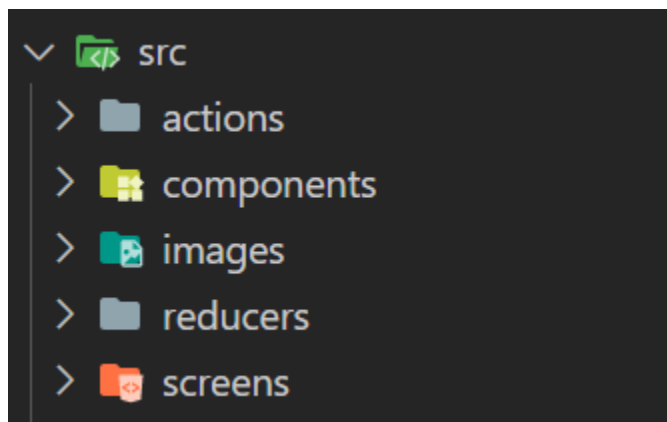 src
actions
components
images
reducers
screens